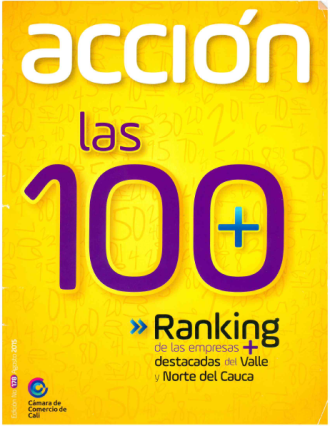 acción
las
100+
» Ranking
de las empresas +
destacadas del Valle
y Norte del Cauca
Cámara de
Comercio de
Cali